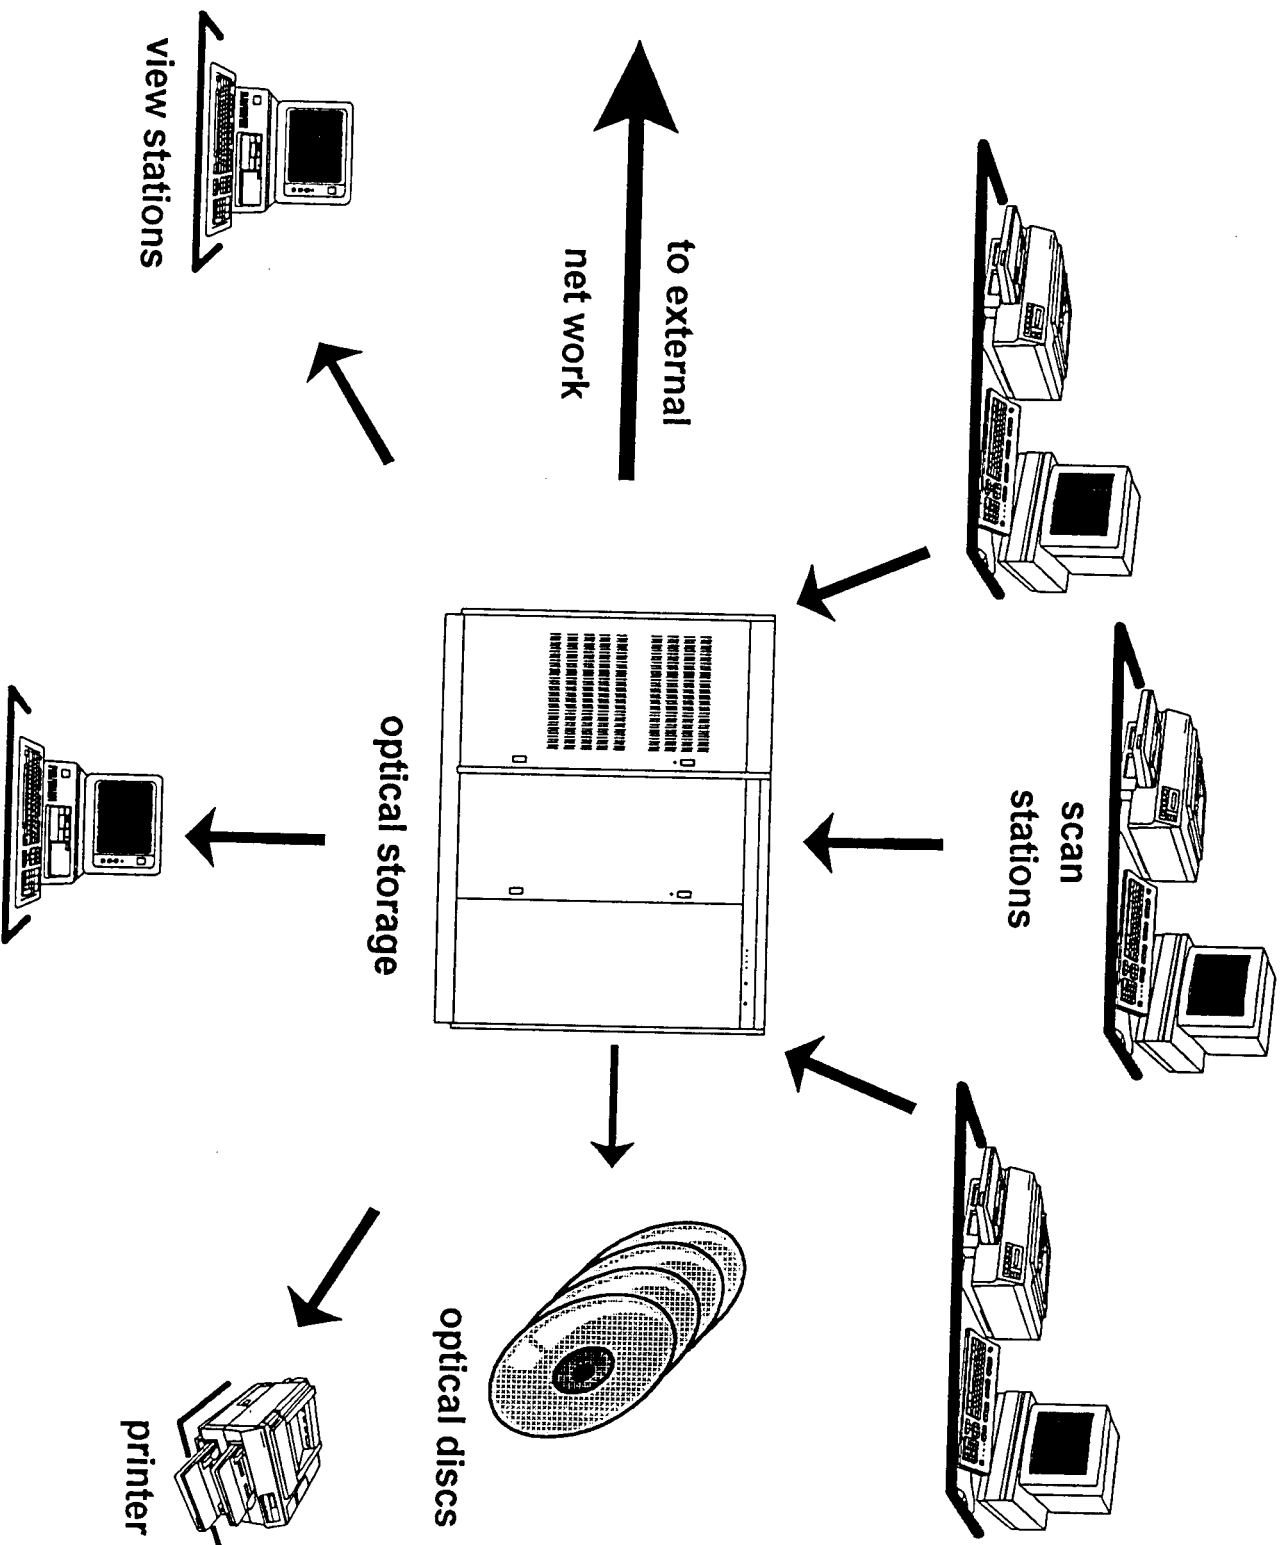 scan
stations
to external
net work
optical storage
optical discs
view stations
printer